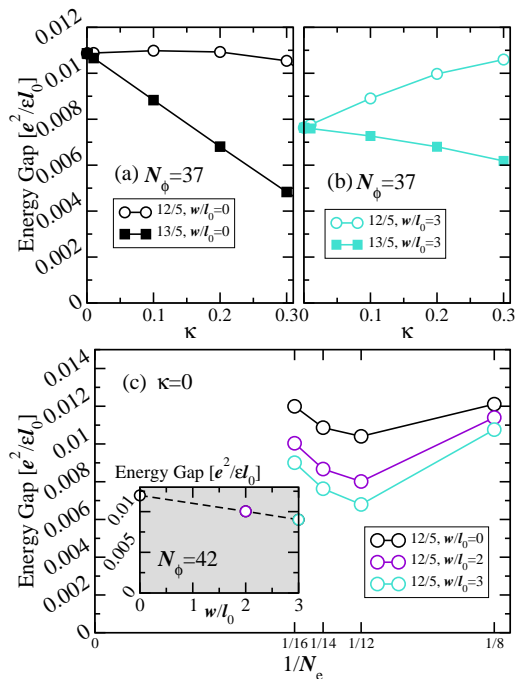 0.012
0.01
0.008
0.006
0.004
0.002
0
Energy Gap [e²/εl₀]
(a) N_ϕ=37
12/5, w/l₀=0
13/5, w/l₀=0
0 0.1 0.2 0.3
κ
(b) N_ϕ=37
12/5, w/l₀=3
13/5, w/l₀=3
0.1 0.2 0.3
κ
0.014
0.012
0.01
0.008
0.006
0.004
0.002
0
Energy Gap [e²/εl₀]
(c) κ=0
Energy Gap [e²/εl₀]
0.01
0.005
0
N_ϕ=42
0 1 2 3
w/l₀
12/5, w/l₀=0
12/5, w/l₀=2
12/5, w/l₀=3
0 1/16 1/14 1/12 1/8
1/N_e